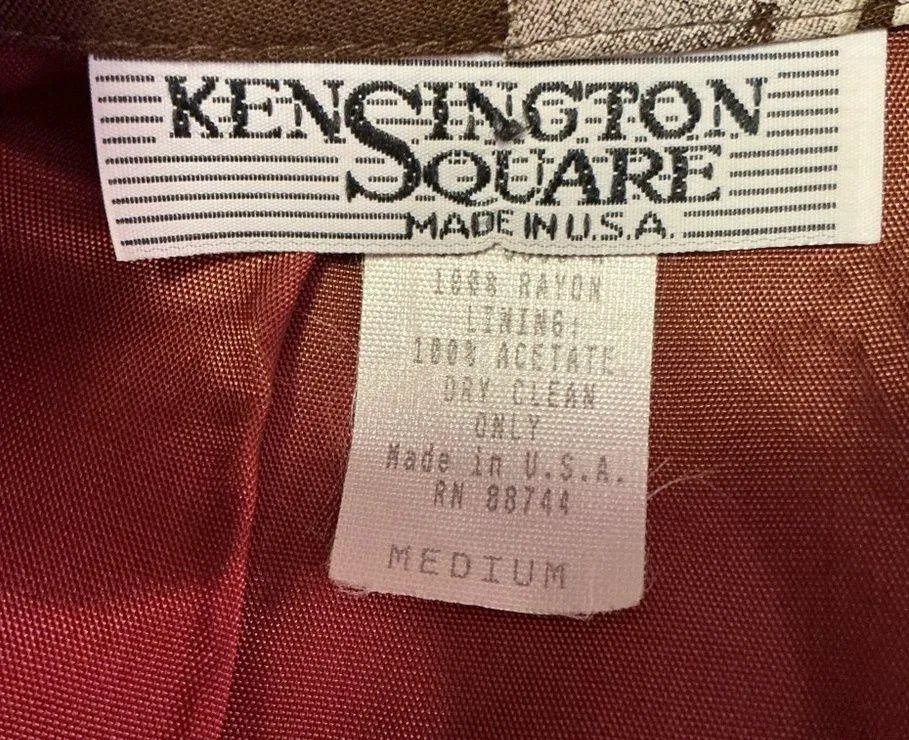 KENSINGTON
SQUARE
MADE IN U.S.A.
100% RAYON
LINING:
100% ACETATE
DRY CLEAN
ONLY
Made in U.S.A.
RN 88744
MEDIUM